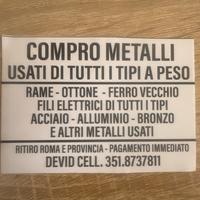 COMPRO METALLI
USATI DI TUTTI I TIPI A PESO
RAME - OTTONE - FERRO VECCHIO
FILI ELETTRICI DI TUTTI I TIPI
ACCIAIO - ALLUMINIO - BRONZO
E ALTRI METALLI USATI
RITIRO ROMA E PROVINCIA - PAGAMENTO IMMEDIATO
DEVID CELL. 351.8737811